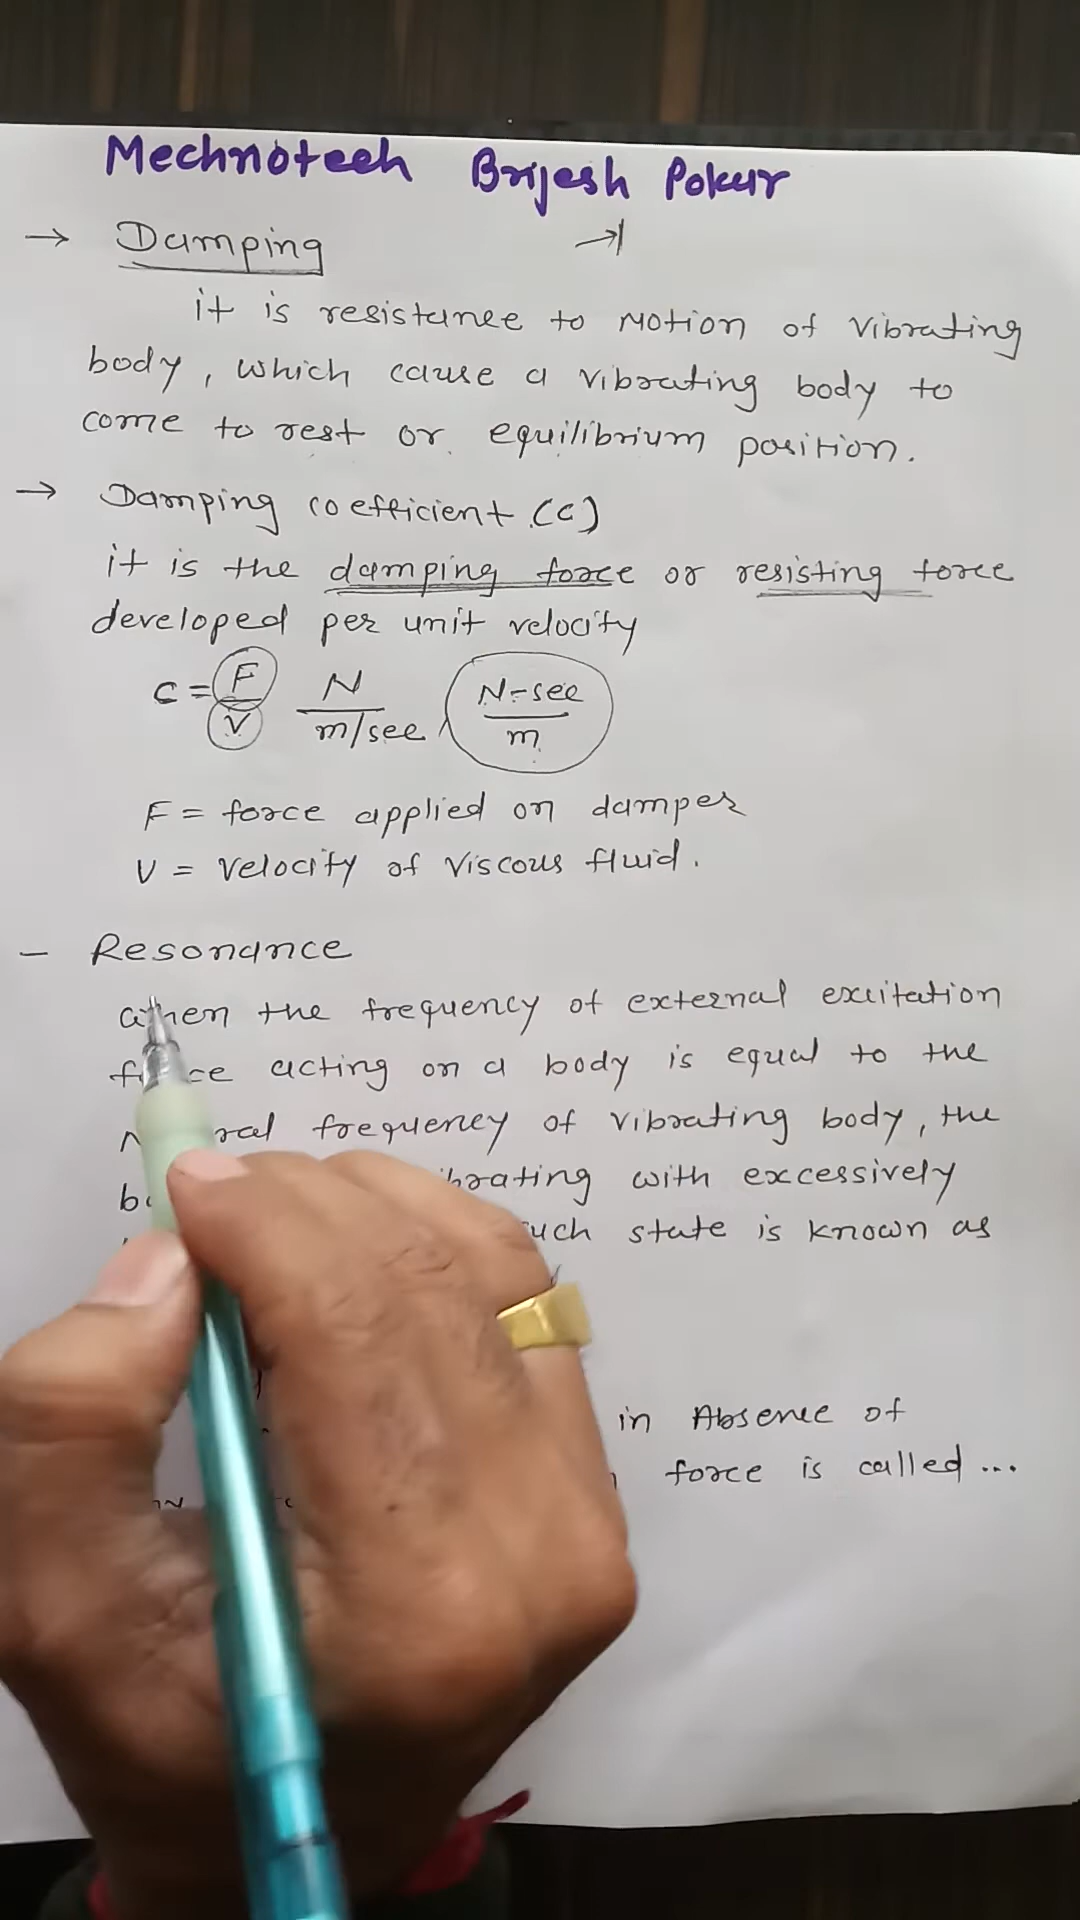 Mechnotech Brijesh Pokar
→ Damping →
it is resistance to motion of vibrating
body, which cause a vibrating body to
come to rest or equilibrium position.
→ Damping coefficient (c)
it is the damping force or resisting force
developed per unit velocity
c = F/V N/m/sec N-sec/m
F = force applied on damper
V = velocity of viscous fluid.
- Resonance
when the frequency of external excitation
acting on a body is equal to the
frequency of vibrating body, the
with excessively
state is known as
in Absence of
force is called ...